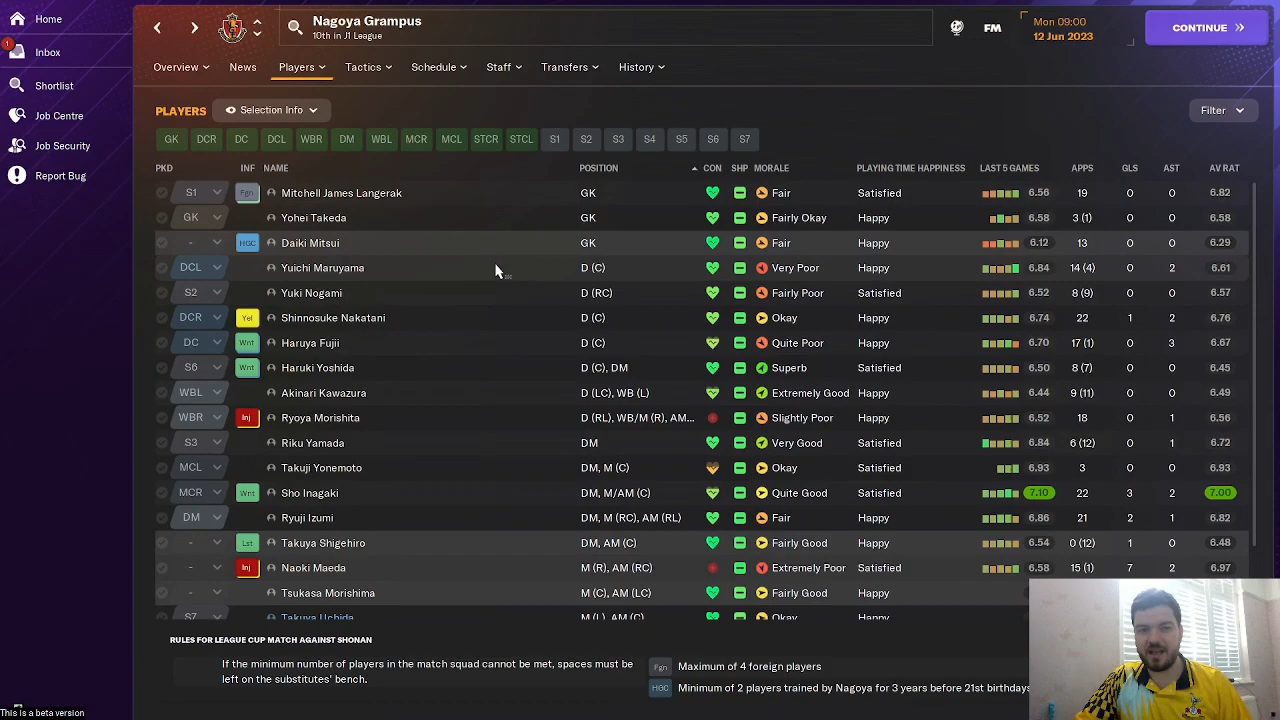 Home
Nagoya Grampus
10th in J1 League
FM
Mon 09:00
12 Jun 2023
CONTINUE
1
Inbox
Overview News Players Tactics Schedule Staff Transfers History
Shortlist
Job Centre
Job Security
Report Bug
PLAYERS Selection Info Filter
GK DCR DC DCL WBR DM WBL MCR MCL STCR STCL S1 S2 S3 S4 S5 S6 S7
PKD INF NAME POSITION CON SHP MORALE PLAYING TIME HAPPINESS LAST 5 GAMES APPS GLS AST AV RAT
S1 Fgn Mitchell James Langerak GK Fair Satisfied 6.56 19 0 0 6.82
GK Yohei Takeda GK Fairly Okay Happy 6.58 3 (1) 0 0 6.58
- HGC Daiki Mitsui GK Fair Happy 6.12 13 0 0 6.29
DCL Yuichi Maruyama D (C) Very Poor Happy 6.84 14 (4) 0 2 6.61
S2 Yuki Nogami D (RC) Fairly Poor Satisfied 6.52 8 (9) 0 0 6.57
DCR Yel Shinnosuke Nakatani D (C) Okay Happy 6.74 22 1 2 6.76
DC Wnt Haruya Fujii D (C) Quite Poor Happy 6.70 17 (1) 0 3 6.67
S6 Wnt Haruki Yoshida D (C), DM Superb Satisfied 6.50 8 (7) 0 0 6.45
WBL Akinari Kawazura D (LC), WB (L) Extremely Good Happy 6.44 9 (11) 0 0 6.49
WBR Inj Ryoya Morishita D (RL), WB/M (R), AM... Slightly Poor Happy 6.52 18 0 1 6.56
S3 Riku Yamada DM Very Good Satisfied 6.84 6 (12) 0 1 6.72
MCL Takuji Yonemoto DM, M (C) Okay Satisfied 6.93 3 0 0 6.93
MCR Wnt Sho Inagaki DM, M/AM (C) Quite Good Satisfied 7.10 22 3 2 7.00
DM Ryuji Izumi DM, M (RC), AM (RL) Fair Happy 6.86 21 2 1 6.82
- Lst Takuya Shigehiro DM, AM (C) Fairly Good Happy 6.54 0 (12) 1 0 6.48
- Inj Naoki Maeda M (R), AM (RC) Extremely Poor Happy 6.58 15 (1) 7 2 6.97
- Tsukasa Morishima M (C), AM (LC) Fairly Good Happy
S7 Takuya Uchida M (L), AM (C) Okay Happy
RULES FOR LEAGUE CUP MATCH AGAINST SHONAN
If the minimum number of players in the match squad cannot be met, spaces must be
left on the substitutes' bench.
Fgn Maximum of 4 foreign players
HGC Minimum of 2 players trained by Nagoya for 3 years before 21st birthdays
This is a beta version